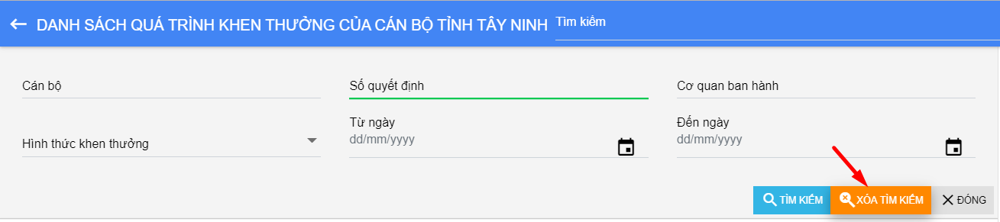 DANH SÁCH QUÁ TRÌNH KHEN THƯỞNG CỦA CÁN BỘ TỈNH TÂY NINH Tìm kiếm
Cán bộ Số quyết định Cơ quan ban hành
Hình thức khen thưởng
Từ ngày
dd/mm/yyyy
Đến ngày
dd/mm/yyyy
TÌM KIẾM XÓA TÌM KIẾM ĐÓNG